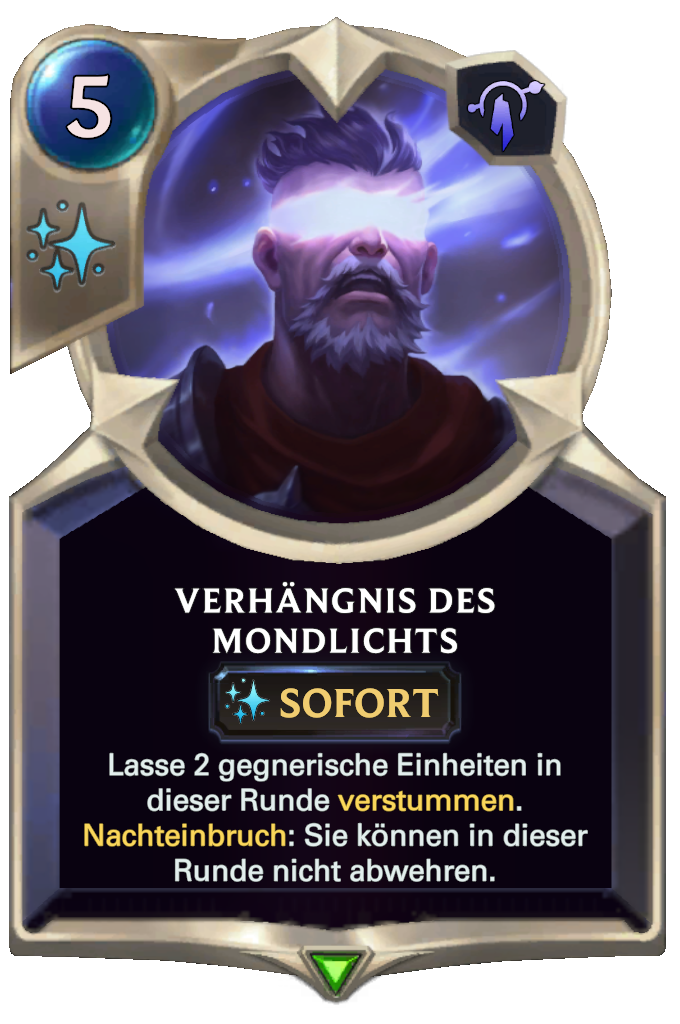 5
VERHÄNGNIS DES
MONDLICHTS
SOFORT
Lasse 2 gegnerische Einheiten in
dieser Runde verstummen.
Nachteinbruch: Sie können in dieser
Runde nicht abwehren.